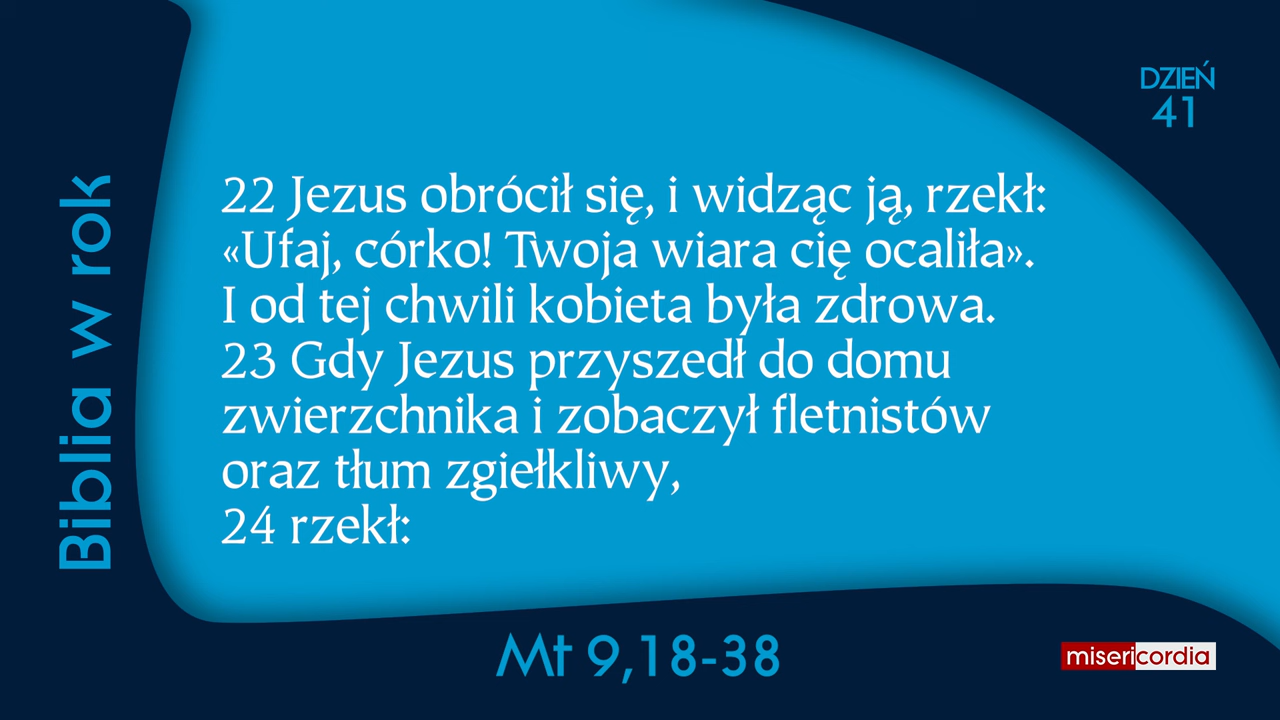 DZIEŃ
41
Biblia w rok
22 Jezus obrócił się, i widząc ją, rzekł:
«Ufaj, córko! Twoja wiara cię ocaliła».
I od tej chwili kobieta była zdrowa.
23 Gdy Jezus przyszedł do domu
zwierzchnika i zobaczył fletnistów
oraz tłum zgiełkliwy,
24 rzekł:
Mt 9,18-38
misericordia